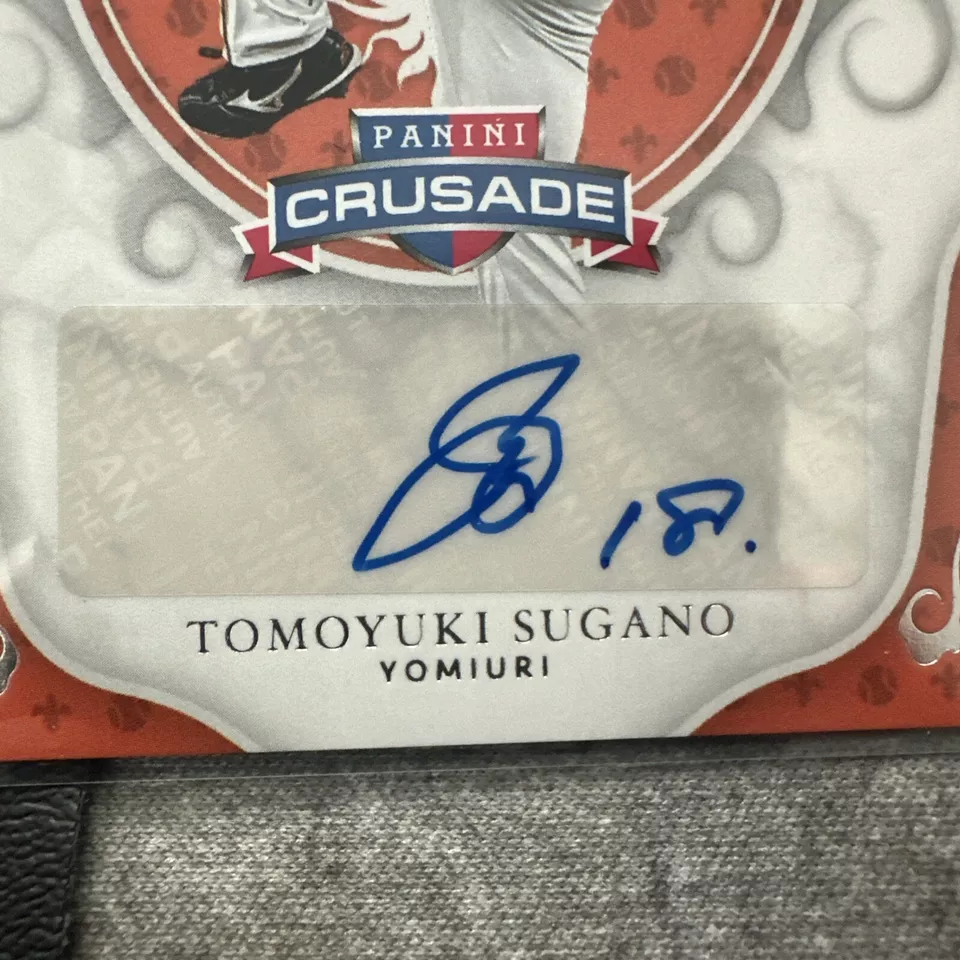 PANINI
CRUSADE
18.
TOMOYUKI SUGANO
YOMIURI